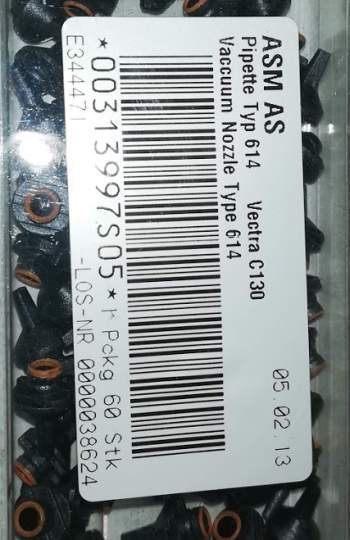 ASM AS
Pipette Typ 614 Vectra C130
Vaccuum Nozzle Type 614
05.02.13
*00313997S05* Pckg 60 Stk
E344471 -LOS-NR 0000038624